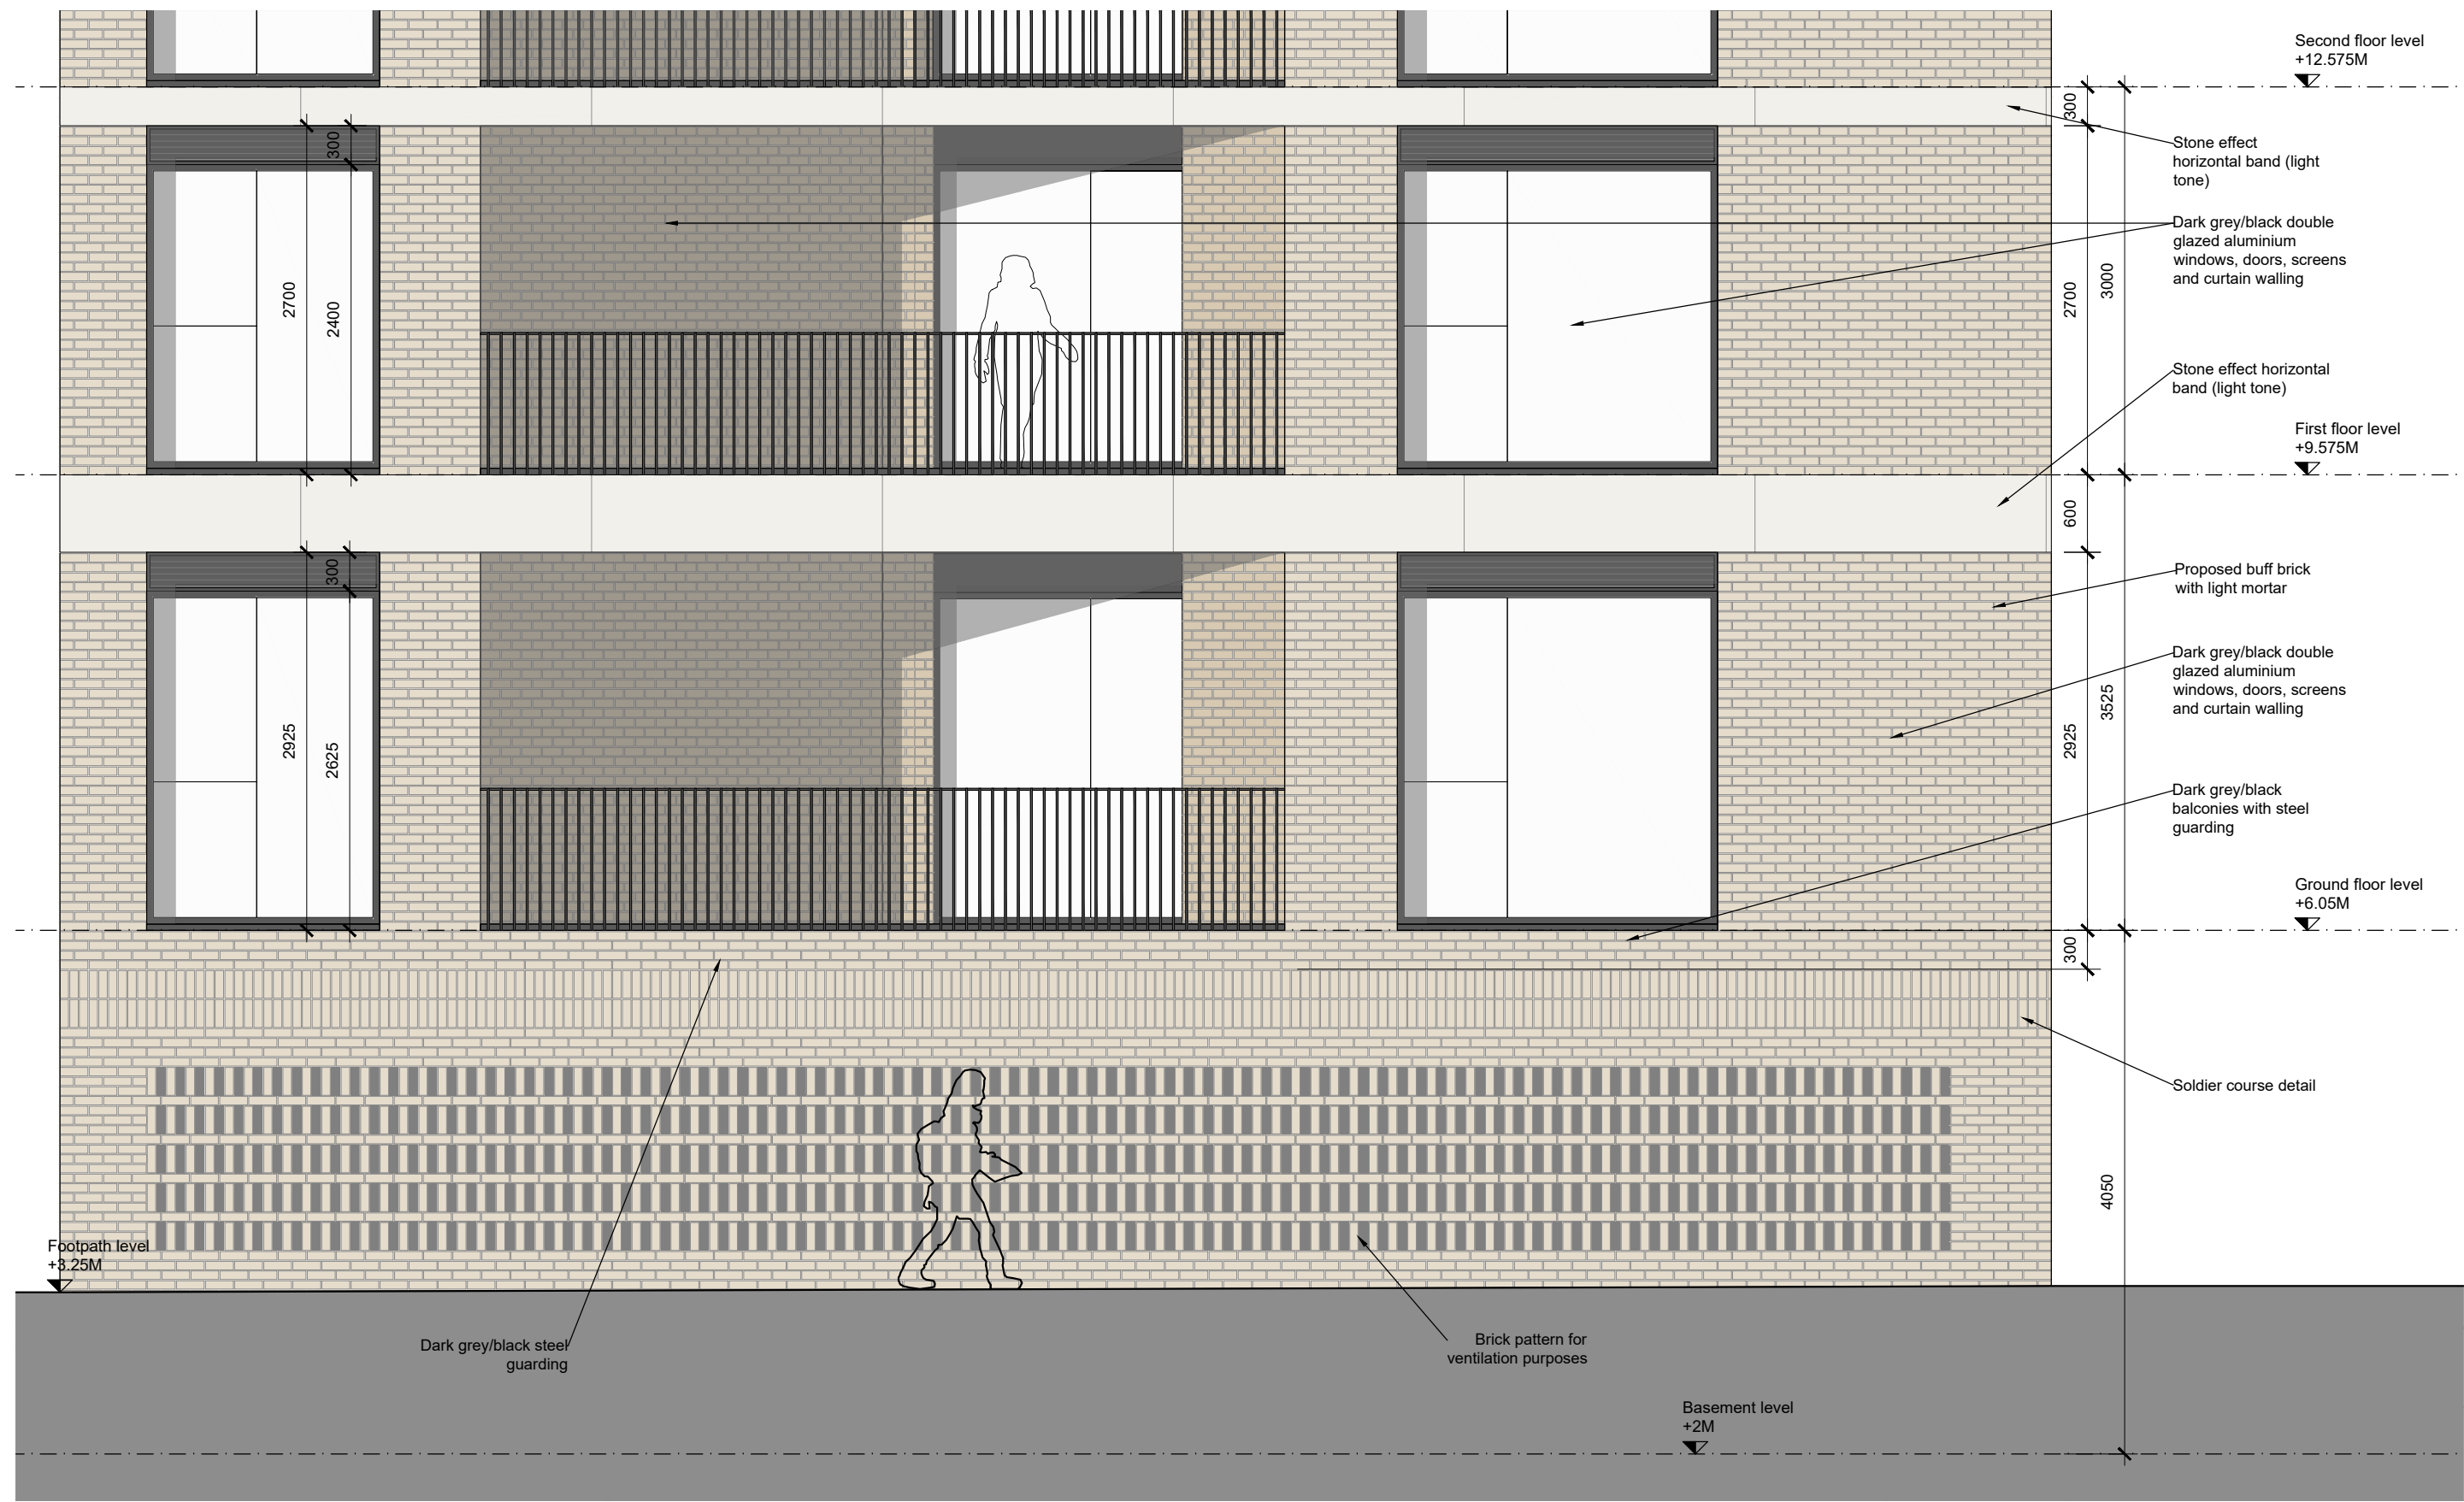 Second floor level
+12.575M
300
Stone effect
horizontal band (light
tone)
300
Dark grey/black double
glazed aluminium
windows, doors, screens
and curtain walling
2700
2400
2700
3000
Stone effect horizontal
band (light tone)
First floor level
+9.575M
600
300
Proposed buff brick
with light mortar
Dark grey/black double
glazed aluminium
windows, doors, screens
and curtain walling
2925
2625
2925
3525
Dark grey/black
balconies with steel
guarding
Ground floor level
+6.05M
300
Soldier course detail
4050
Footpath level
+3.25M
Dark grey/black steel
guarding
Brick pattern for
ventilation purposes
Basement level
+2M